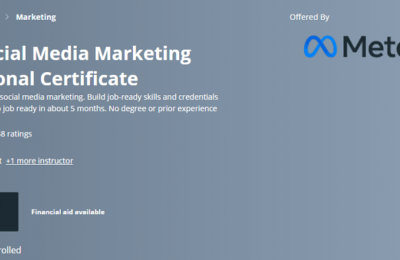 Marketing
Offered By
Meta
cial Media Marketing
onal Certificate
social media marketing. Build job-ready skills and credentials
job ready in about 5 months. No degree or prior experience
8 ratings
+1 more instructor
Financial aid available
rolled